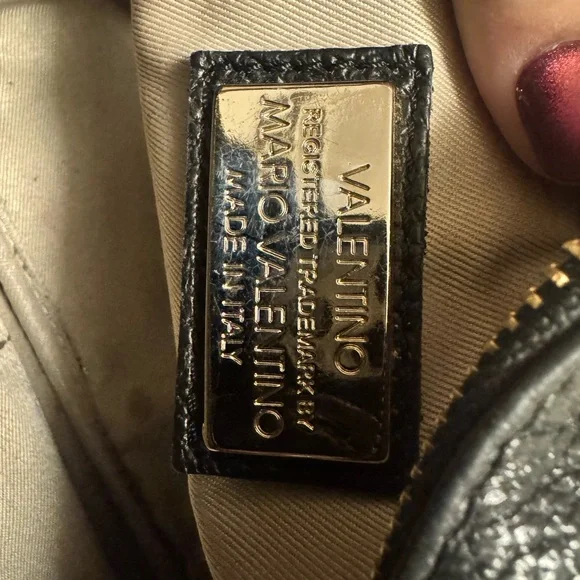 VALENTINO
REGISTERED TRADEMARK BY
MARIO VALENTINO
MADE IN ITALY